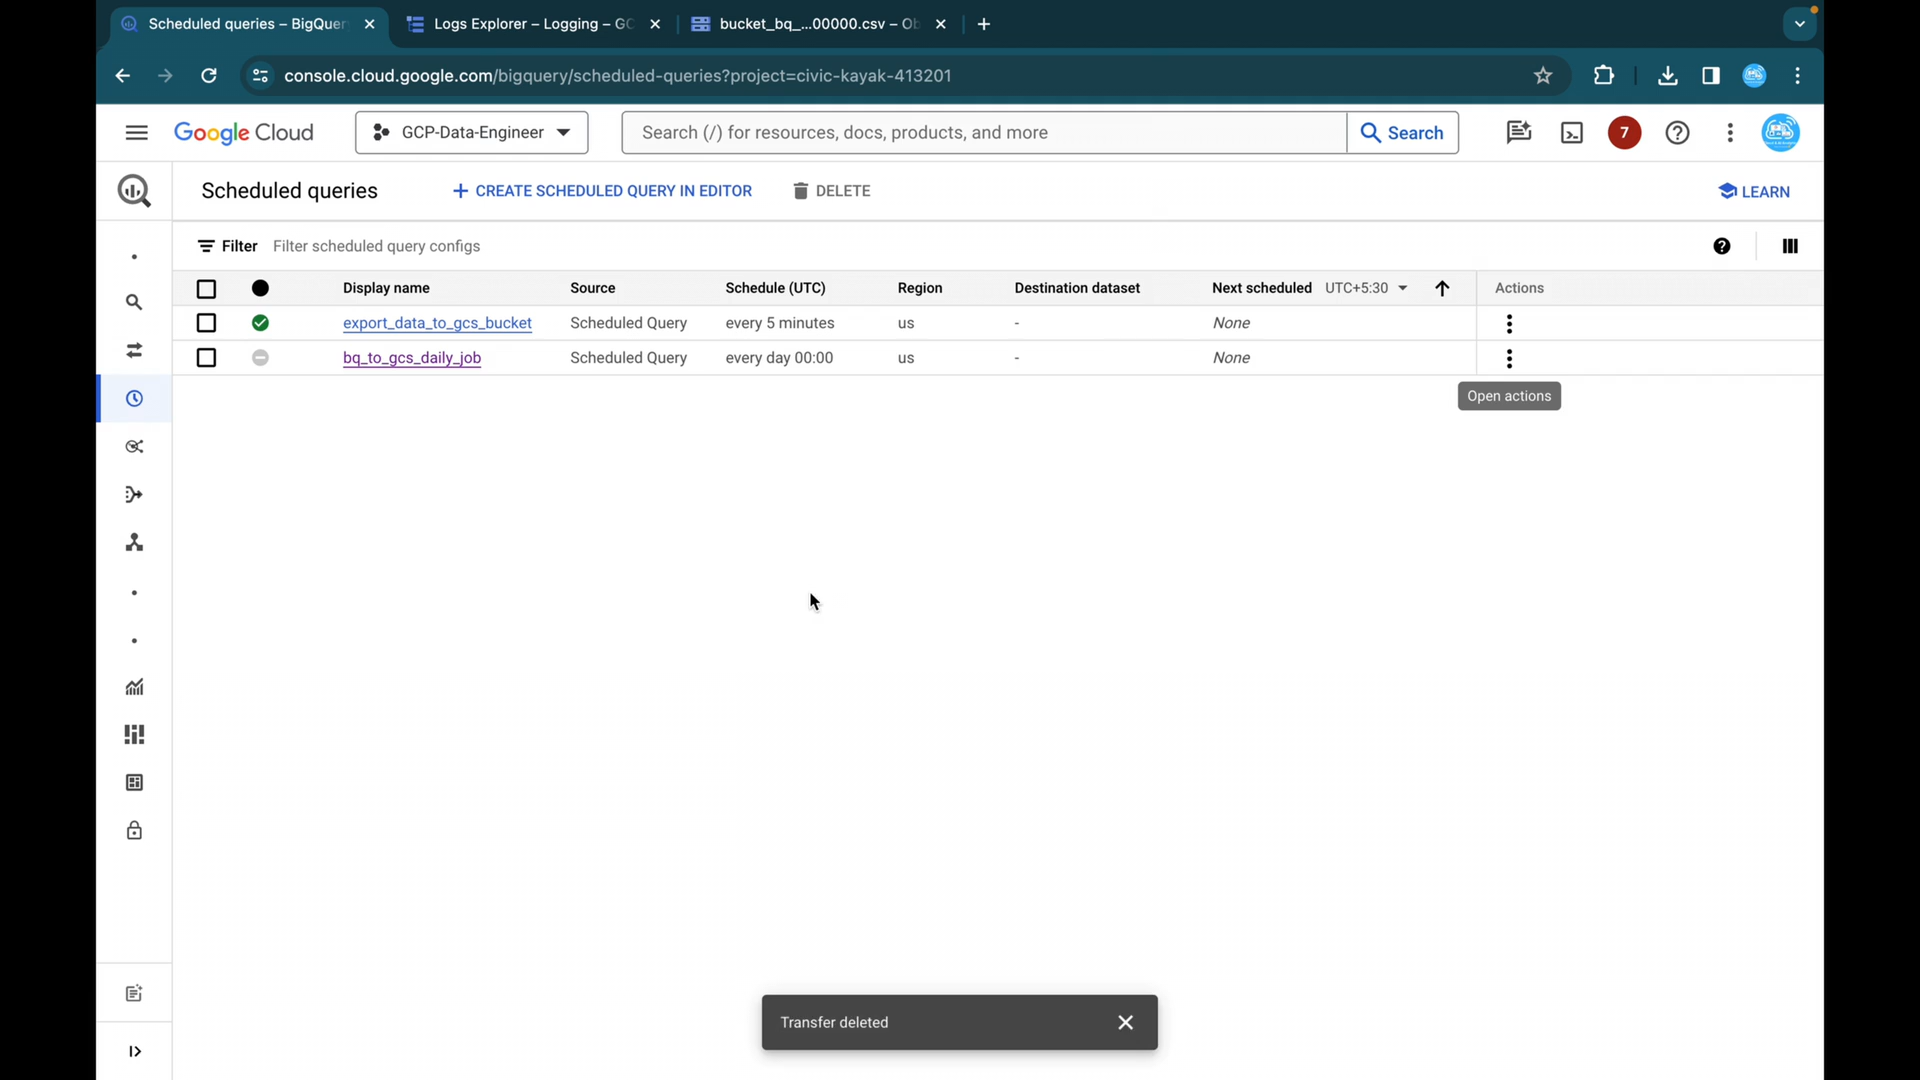 Scheduled queries – BigQuer
Logs Explorer – Logging – GC
bucket_bq_...00000.csv – Ob
console.cloud.google.com/bigquery/scheduled-queries?project=civic-kayak-413201
Google Cloud
GCP-Data-Engineer
Search (/) for resources, docs, products, and more
Search
7
Scheduled queries
CREATE SCHEDULED QUERY IN EDITOR
DELETE
LEARN
Filter
Filter scheduled query configs
Display name Source Schedule (UTC) Region Destination dataset Next scheduled UTC+5:30 Actions
export_data_to_gcs_bucket Scheduled Query every 5 minutes us - None
bq_to_gcs_daily_job Scheduled Query every day 00:00 us - None
Open actions
Transfer deleted